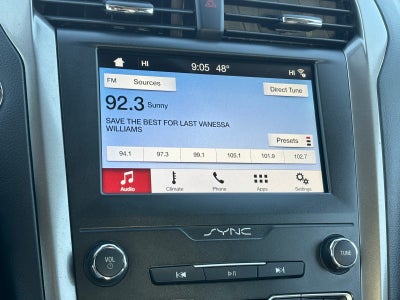 HI 9:05 48° HI
FM Sources Direct Tune
92.3 Sunny
SAVE THE BEST FOR LAST VANESSA
WILLIAMS
Presets
94.1 97.3 99.1 105.1 101.9 102.7
Audio Climate Phone Apps Settings
SYNC
VOL TUNE